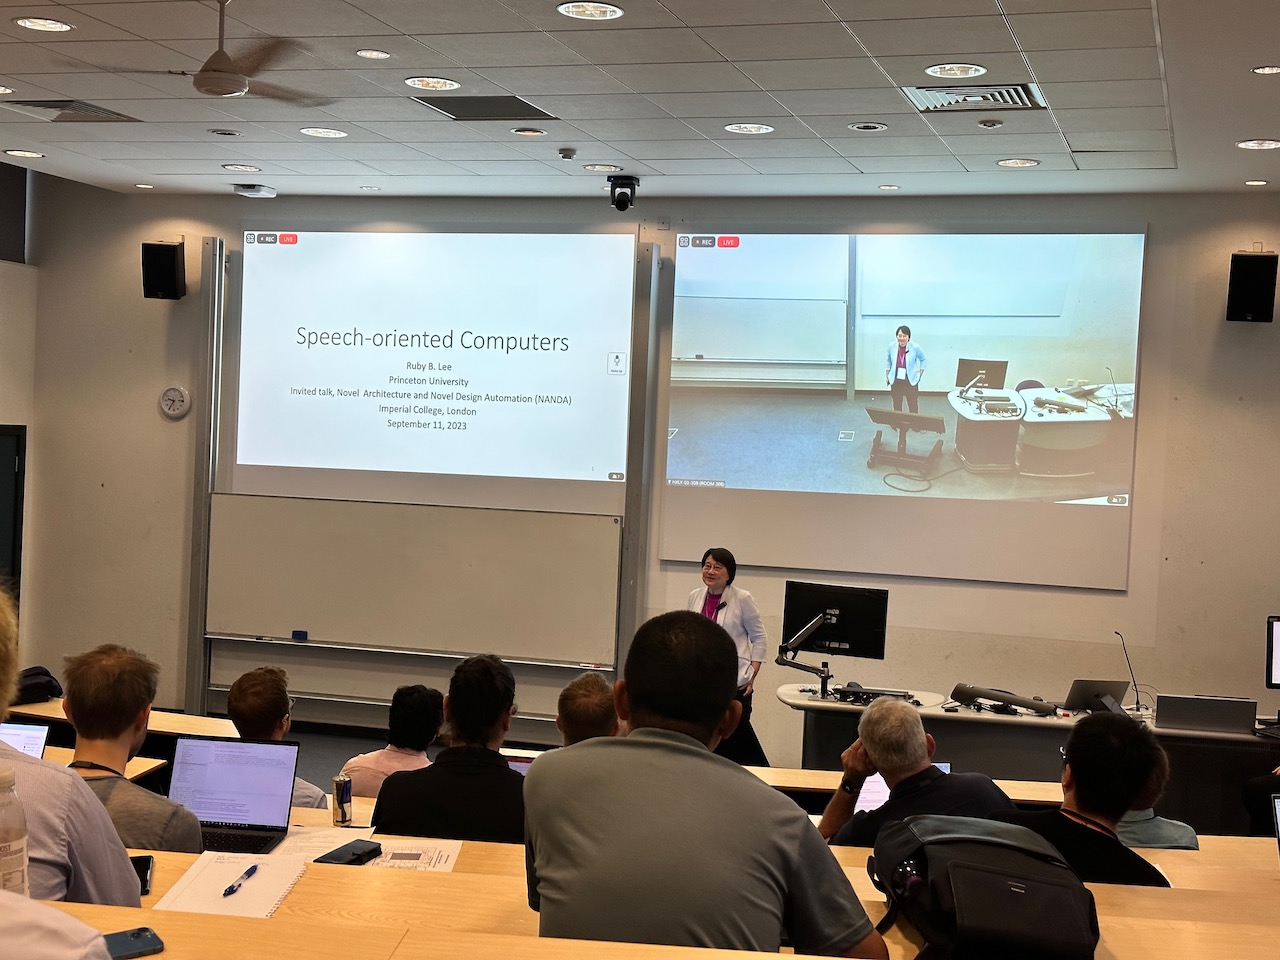 REC LIVE
Speech-oriented Computers
Ruby B. Lee
Princeton University
Invited talk, Novel Architecture and Novel Design Automation (NANDA)
Imperial College, London
September 11, 2023
1
REC LIVE